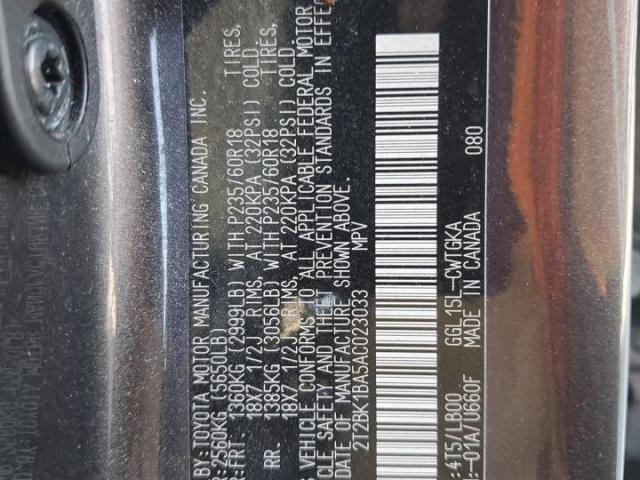 BY:TOYOTA MOTOR MANUFACTURING CANADA INC.
R:2560KG (5650LB)
R:FRT. 1360KG (2999LB) WITH P235/60R18 TIRES,
18X7 1/2J RIMS, AT 220KPA (32PSI) COLD.
RR. 1385KG (3056LB) WITH P235/60R18 TIRES,
18X7 1/2J RIMS, AT 220KPA (32PSI) COLD.
S VEHICLE CONFORMS TO ALL APPLICABLE FEDERAL MOTOR
CLE SAFETY AND THEFT PREVENTION STANDARDS IN EFFEC
DATE OF MANUFACTURE SHOWN ABOVE.
2T2BK1BA5AC023033 MPV
:4T5/LB00 GGL15L-CWTGKA 080
:-01A/U660F MADE IN CANADA